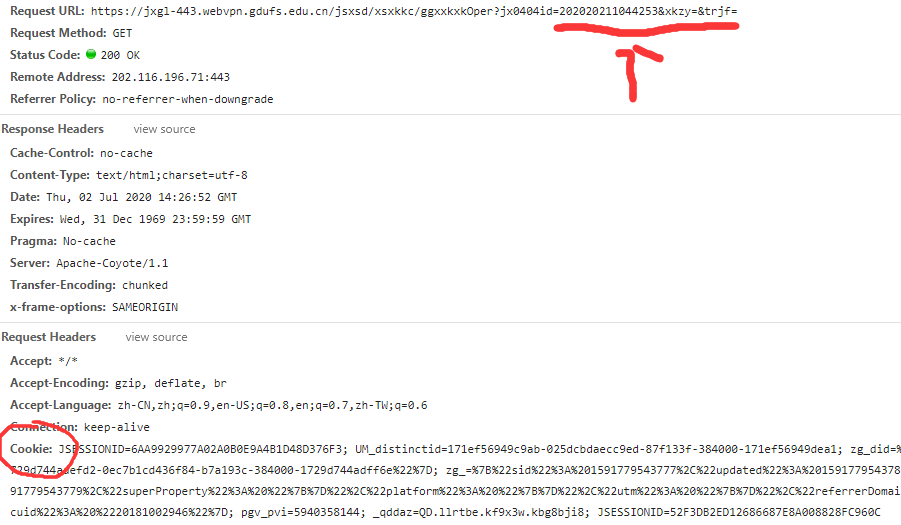 Request URL: https://jxgl-443.webvpn.gdufs.edu.cn/jsxsd/xsxkkc/ggxxkxkOper?jx0404id=202020211044253&xkzy=&trjf=
Request Method: GET
Status Code: 200 OK
Remote Address: 202.116.196.71:443
Referrer Policy: no-referrer-when-downgrade
Response Headers view source
Cache-Control: no-cache
Content-Type: text/html;charset=utf-8
Date: Thu, 02 Jul 2020 14:26:52 GMT
Expires: Wed, 31 Dec 1969 23:59:59 GMT
Pragma: No-cache
Server: Apache-Coyote/1.1
Transfer-Encoding: chunked
x-frame-options: SAMEORIGIN
Request Headers view source
Accept: */*
Accept-Encoding: gzip, deflate, br
Accept-Language: zh-CN,zh;q=0.9,en-US;q=0.8,en;q=0.7,zh-TW;q=0.6
Connection: keep-alive
Cookie: JSESSIONID=6AA9929977A02A0B0E9A4B1D48D376F3; UM_distinctid=171ef56949c9ab-025dcbdaecc9ed-87f133f-384000-171ef56949dea1; zg_did=%
-b7a193c-384000-1729d744adff6e%22%7D; zg_=%7B%22sid%22%3A%201591779543777%2C%22updated%22%3A%20159177954378
91779543779%2C%22superProperty%22%3A%20%22%7B%7D%22%2C%22platform%22%3A%20%22%7B%7D%22%2C%22utm%22%3A%20%22%7B%7D%22%2C%22referrerDomai
cuid%22%3A%20%2220181002946%22%7D; pgv_pvi=5940358144; _qddaz=QD.llrtbe.kf9x3w.kbg8bji8; JSESSIONID=52F3DB2ED12686687E8A008828FC960C